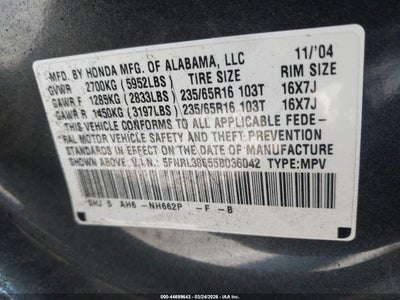 MFD. BY HONDA MFG. OF ALABAMA, LLC 11/'04
GVWR 2700KG (5952LBS) TIRE SIZE RIM SIZE
GAWR F 1285KG (2833LBS) 235/65R16 103T 16X7J
GAWR R 1450KG (3197LBS) 235/65R16 103T 16X7J
THIS VEHICLE CONFORMS TO ALL APPLICABLE FEDE-
RAL MOTOR VEHICLE SAFETY AND THEFT PREVENTION
STANDARDS IN EFFECT ON THE DATE OF MANUFACTURE
SHOWN ABOVE. V.I.N. 5FNRL38655B036042 TYPE:MPV
SHJ 5 AH6 -NH662P -F -B
000-44699643 - 03/24/2026 - © Copyright IAA, Inc